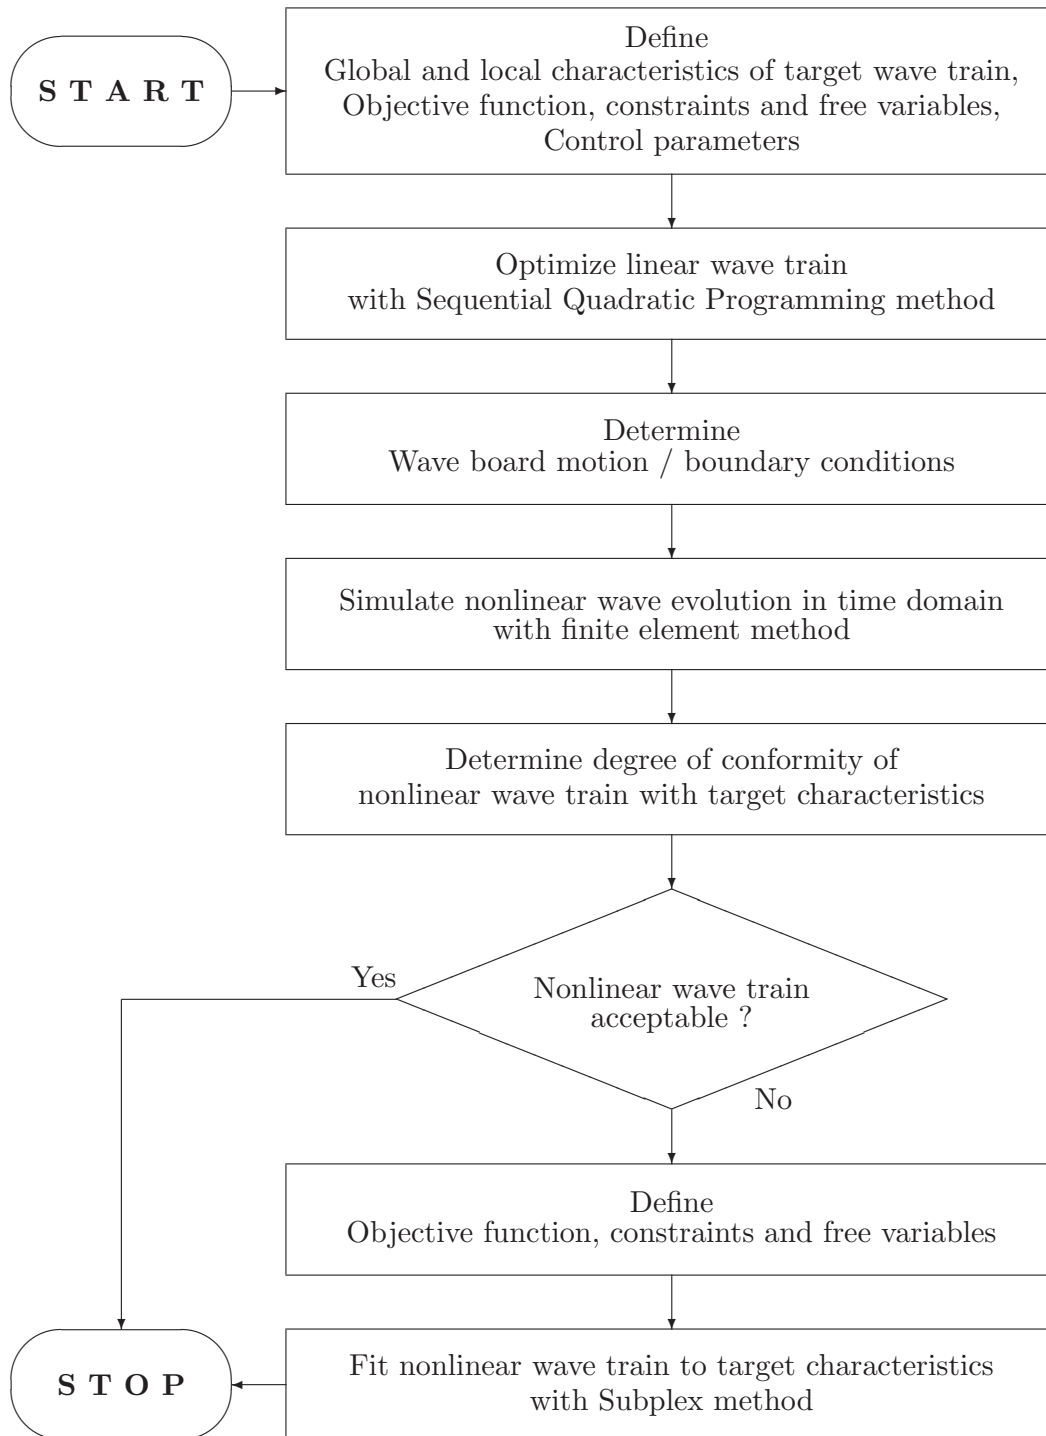 S T A R T
Define
Global and local characteristics of target wave train,
Objective function, constraints and free variables,
Control parameters
Optimize linear wave train
with Sequential Quadratic Programming method
Determine
Wave board motion / boundary conditions
Simulate nonlinear wave evolution in time domain
with finite element method
Determine degree of conformity of
nonlinear wave train with target characteristics
Yes
Nonlinear wave train
acceptable ?
No
Define
Objective function, constraints and free variables
S T O P
Fit nonlinear wave train to target characteristics
with Subplex method